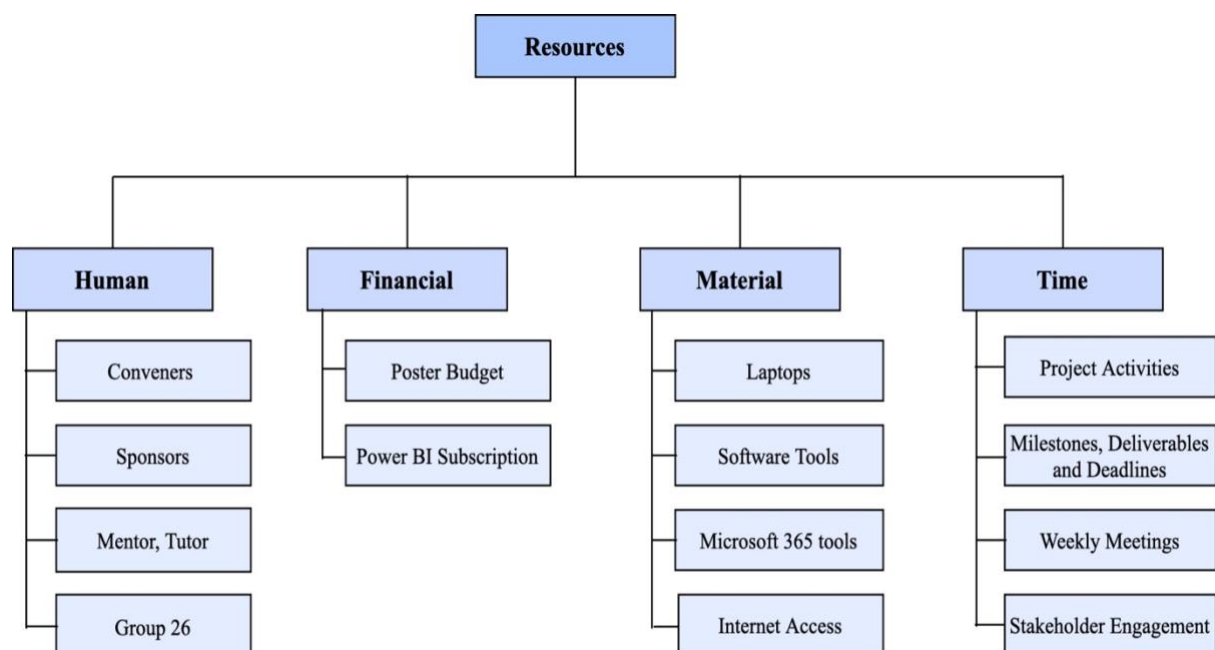 Resources
Human
Financial
Material
Time
Conveners
Sponsors
Mentor, Tutor
Group 26
Poster Budget
Power BI Subscription
Laptops
Software Tools
Microsoft 365 tools
Internet Access
Project Activities
Milestones, Deliverables
and Deadlines
Weekly Meetings
Stakeholder Engagement